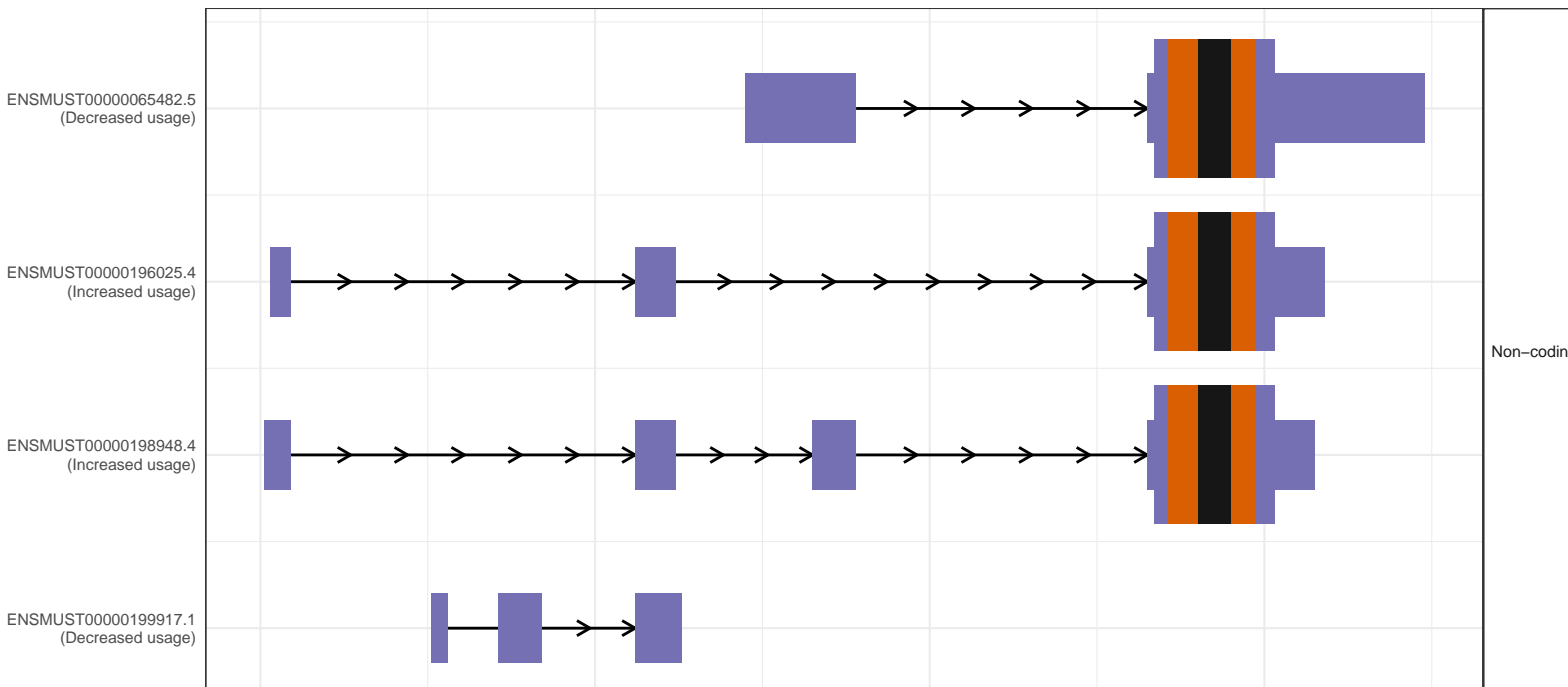 ENSMUST00000065482.5
(Decreased usage)
ENSMUST00000196025.4
(Increased usage)
Non−codin
ENSMUST00000198948.4
(Increased usage)
ENSMUST00000199917.1
(Decreased usage)